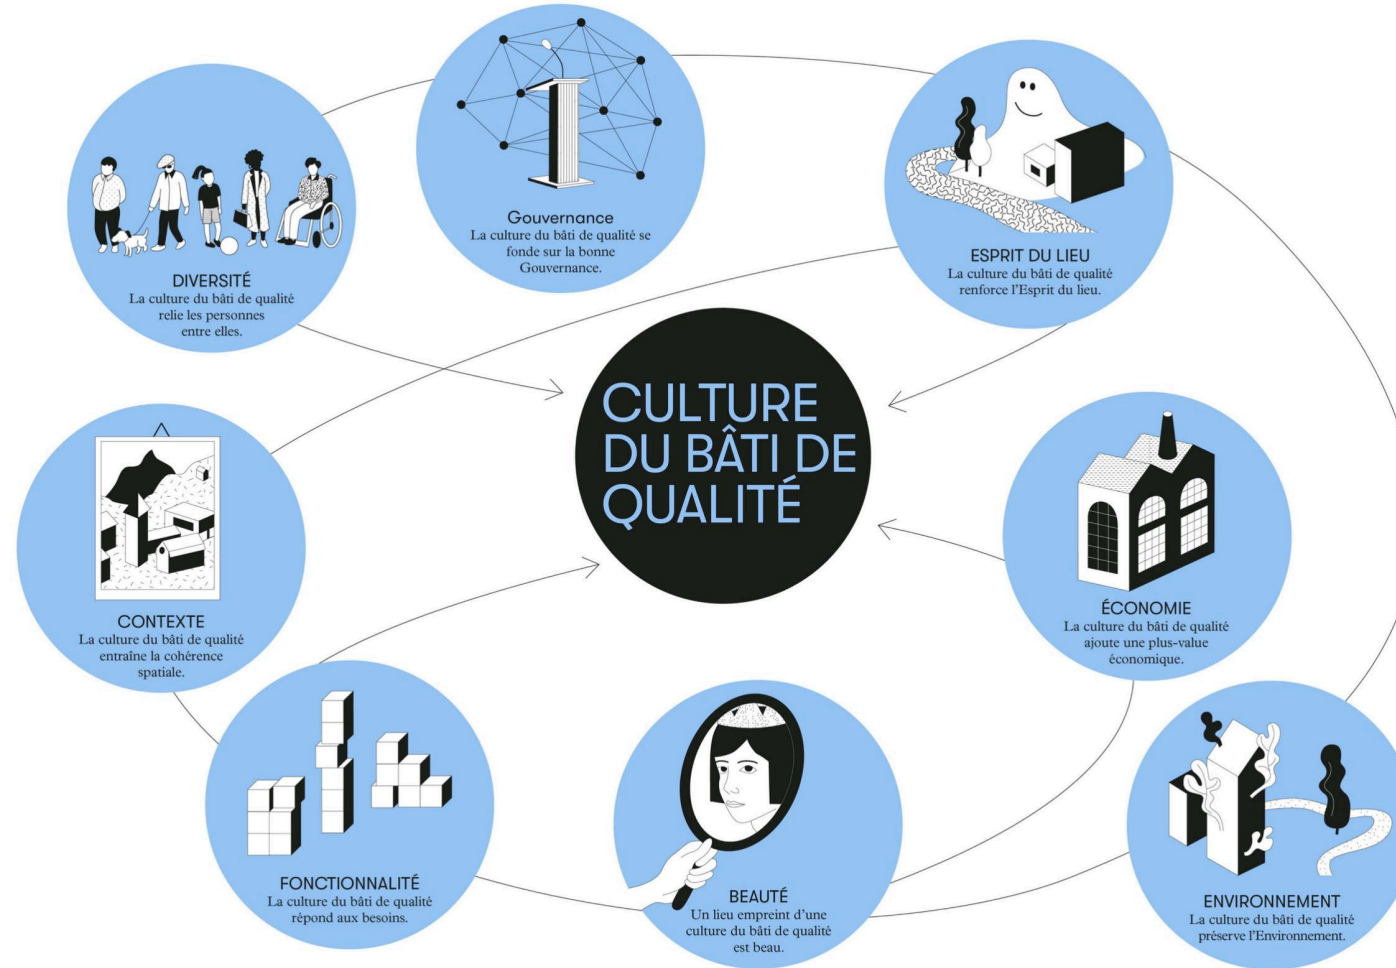 Gouvernance
La culture du bâti de qualité se
fonde sur la bonne
Gouvernance.
ESPRIT DU LIEU
La culture du bâti de qualité
renforce l'Esprit du lieu.
DIVERSITÉ
La culture du bâti de qualité
relie les personnes
entre elles.
CULTURE
DU BÂTI DE
QUALITÉ
CONTEXTE
La culture du bâti de qualité
entraîne la cohérence
spatiale.
ÉCONOMIE
La culture du bâti de qualité
ajoute une plus-value
économique.
FONCTIONNALITÉ
La culture du bâti de qualité
répond aux besoins.
BEAUTÉ
Un lieu empreint d'une
culture du bâti de qualité
est beau.
ENVIRONNEMENT
La culture du bâti de qualité
préserve l'Environnement.